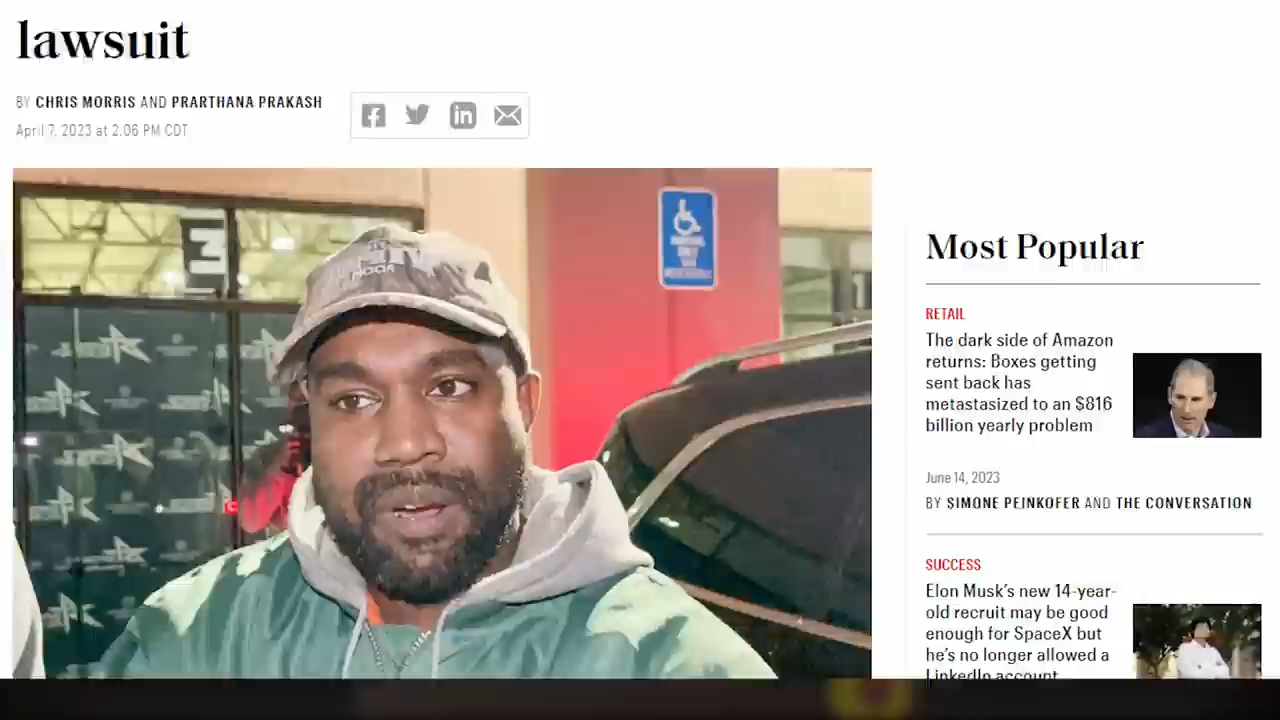 lawsuit
BY CHRIS MORRIS AND PRARTHANA PRAKASH
April 7, 2023 at 2:06 PM CDT
3
Most Popular
RETAIL
The dark side of Amazon
returns: Boxes getting
sent back has
metastasized to an $816
billion yearly problem
June 14, 2023
BY SIMONE PEINKOFER AND THE CONVERSATION
SUCCESS
Elon Musk's new 14-year-
old recruit may be good
enough for SpaceX but
he's no longer allowed a
LinkedIn account